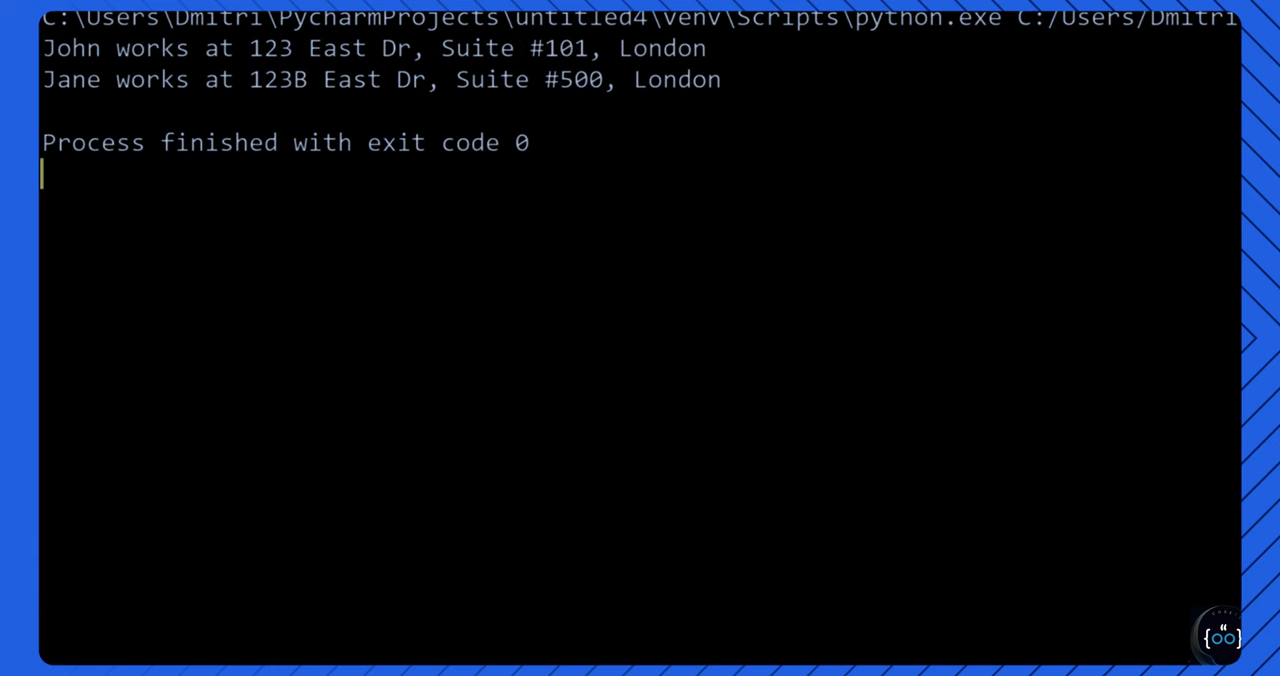 C:\Users\Dmitri\PycharmProjects\untitled4\venv\Scripts\python.exe C:/Users/Dmitri
John works at 123 East Dr, Suite #101, London
Jane works at 123B East Dr, Suite #500, London
Process finished with exit code 0